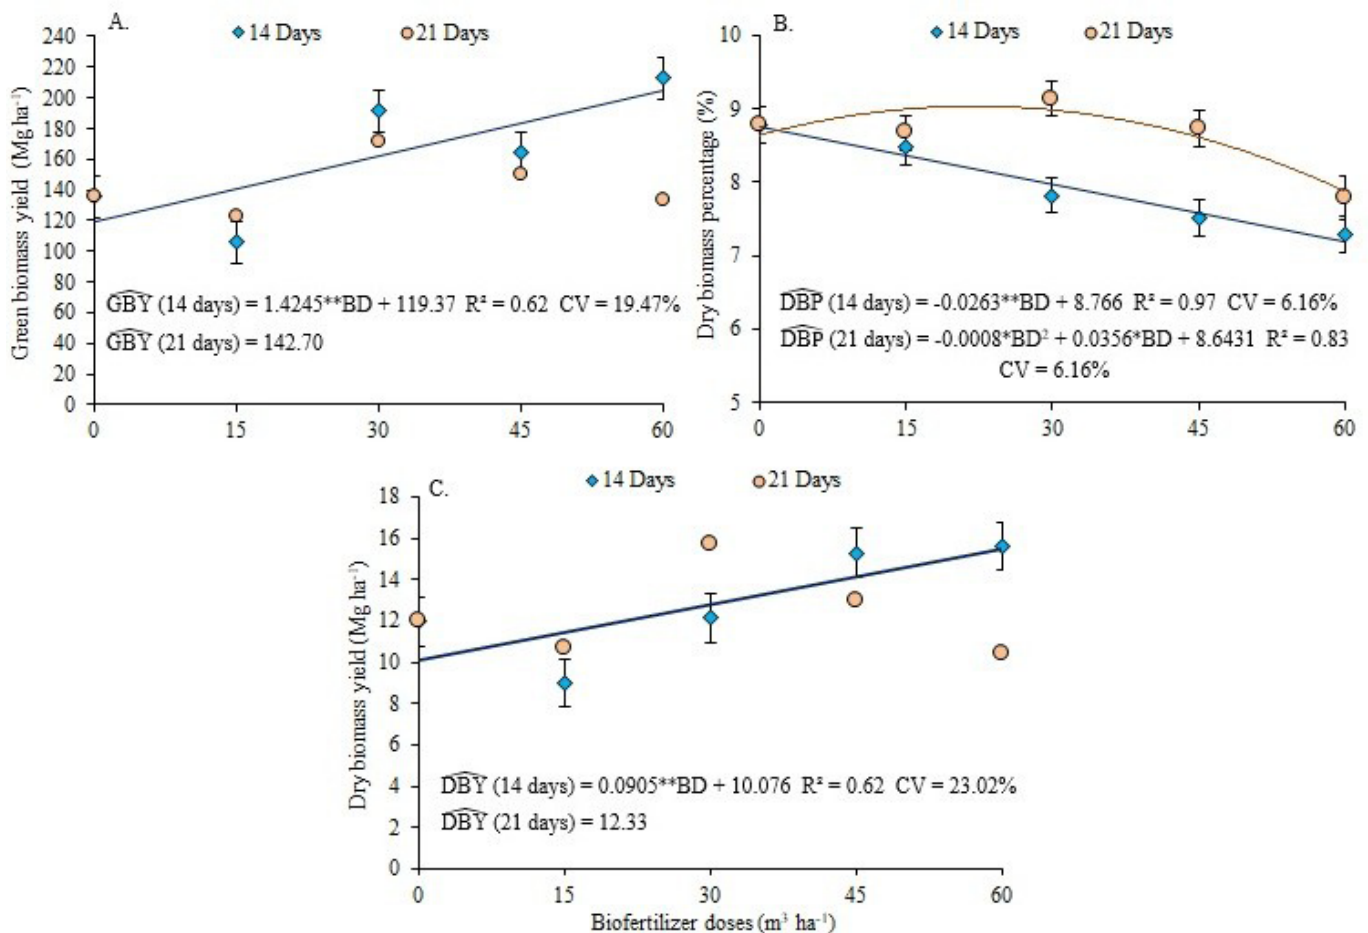 A.
14 Days 21 Days
Green biomass yield (Mg ha⁻¹)
240
220
200
180
160
140
120
100
80
60
40
20
0
0 15 30 45 60
GBY (14 days) = 1.4245**BD + 119.37 R² = 0.62 CV = 19.47%
GBY (21 days) = 142.70
B.
14 Days 21 Days
Dry biomass percentage (%)
10
9
8
7
6
5
0 15 30 45 60
DBP (14 days) = -0.0263**BD + 8.766 R² = 0.97 CV = 6.16%
DBP (21 days) = -0.0008*BD² + 0.0356*BD + 8.6431 R² = 0.83
CV = 6.16%
C.
14 Days 21 Days
Dry biomass yield (Mg ha⁻¹)
18
16
14
12
10
8
6
4
2
0
0 15 30 45 60
DBY (14 days) = 0.0905**BD + 10.076 R² = 0.62 CV = 23.02%
DBY (21 days) = 12.33
Biofertilizer doses (m³ ha⁻¹)